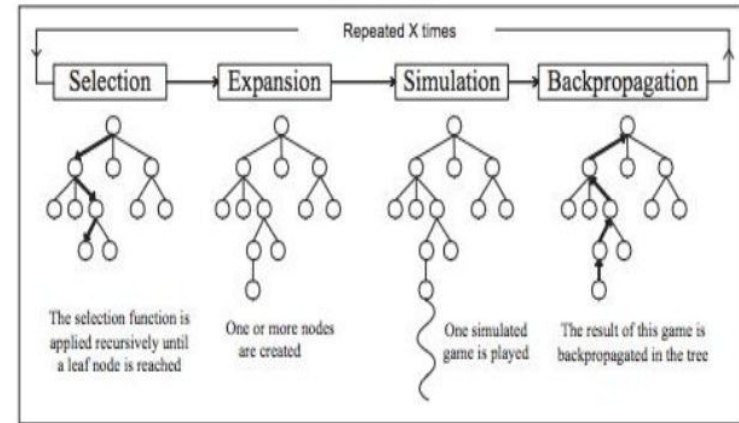 Repeated X times
Selection
Expansion
Simulation
Backpropagation
The selection function is
applied recursively until
a leaf node is reached
One or more nodes
are created
One simulated
game is played
The result of this game is
backpropagated in the tree